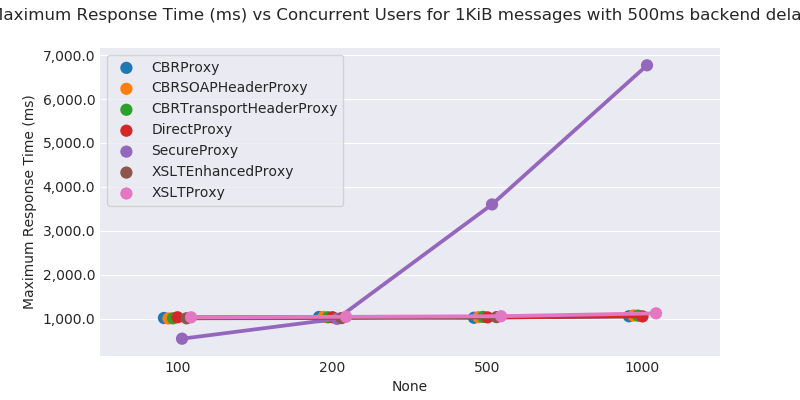 Maximum Response Time (ms) vs Concurrent Users for 1KiB messages with 500ms backend dela
7,000.0
6,000.0
5,000.0
4,000.0
3,000.0
2,000.0
1,000.0
Maximum Response Time (ms)
CBRProxy
CBRSOAPHeaderProxy
CBRTransportHeaderProxy
DirectProxy
SecureProxy
XSLTEnhancedProxy
XSLTProxy
100
200
500
1000
None